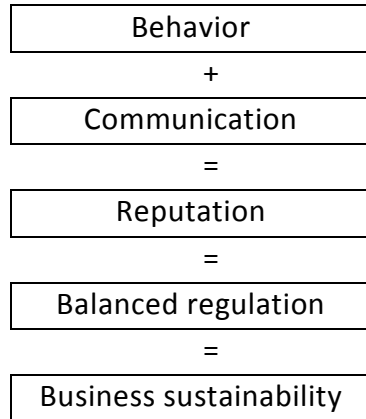 Behavior
+
Communication
=
Reputation
=
Balanced regulation
=
Business sustainability